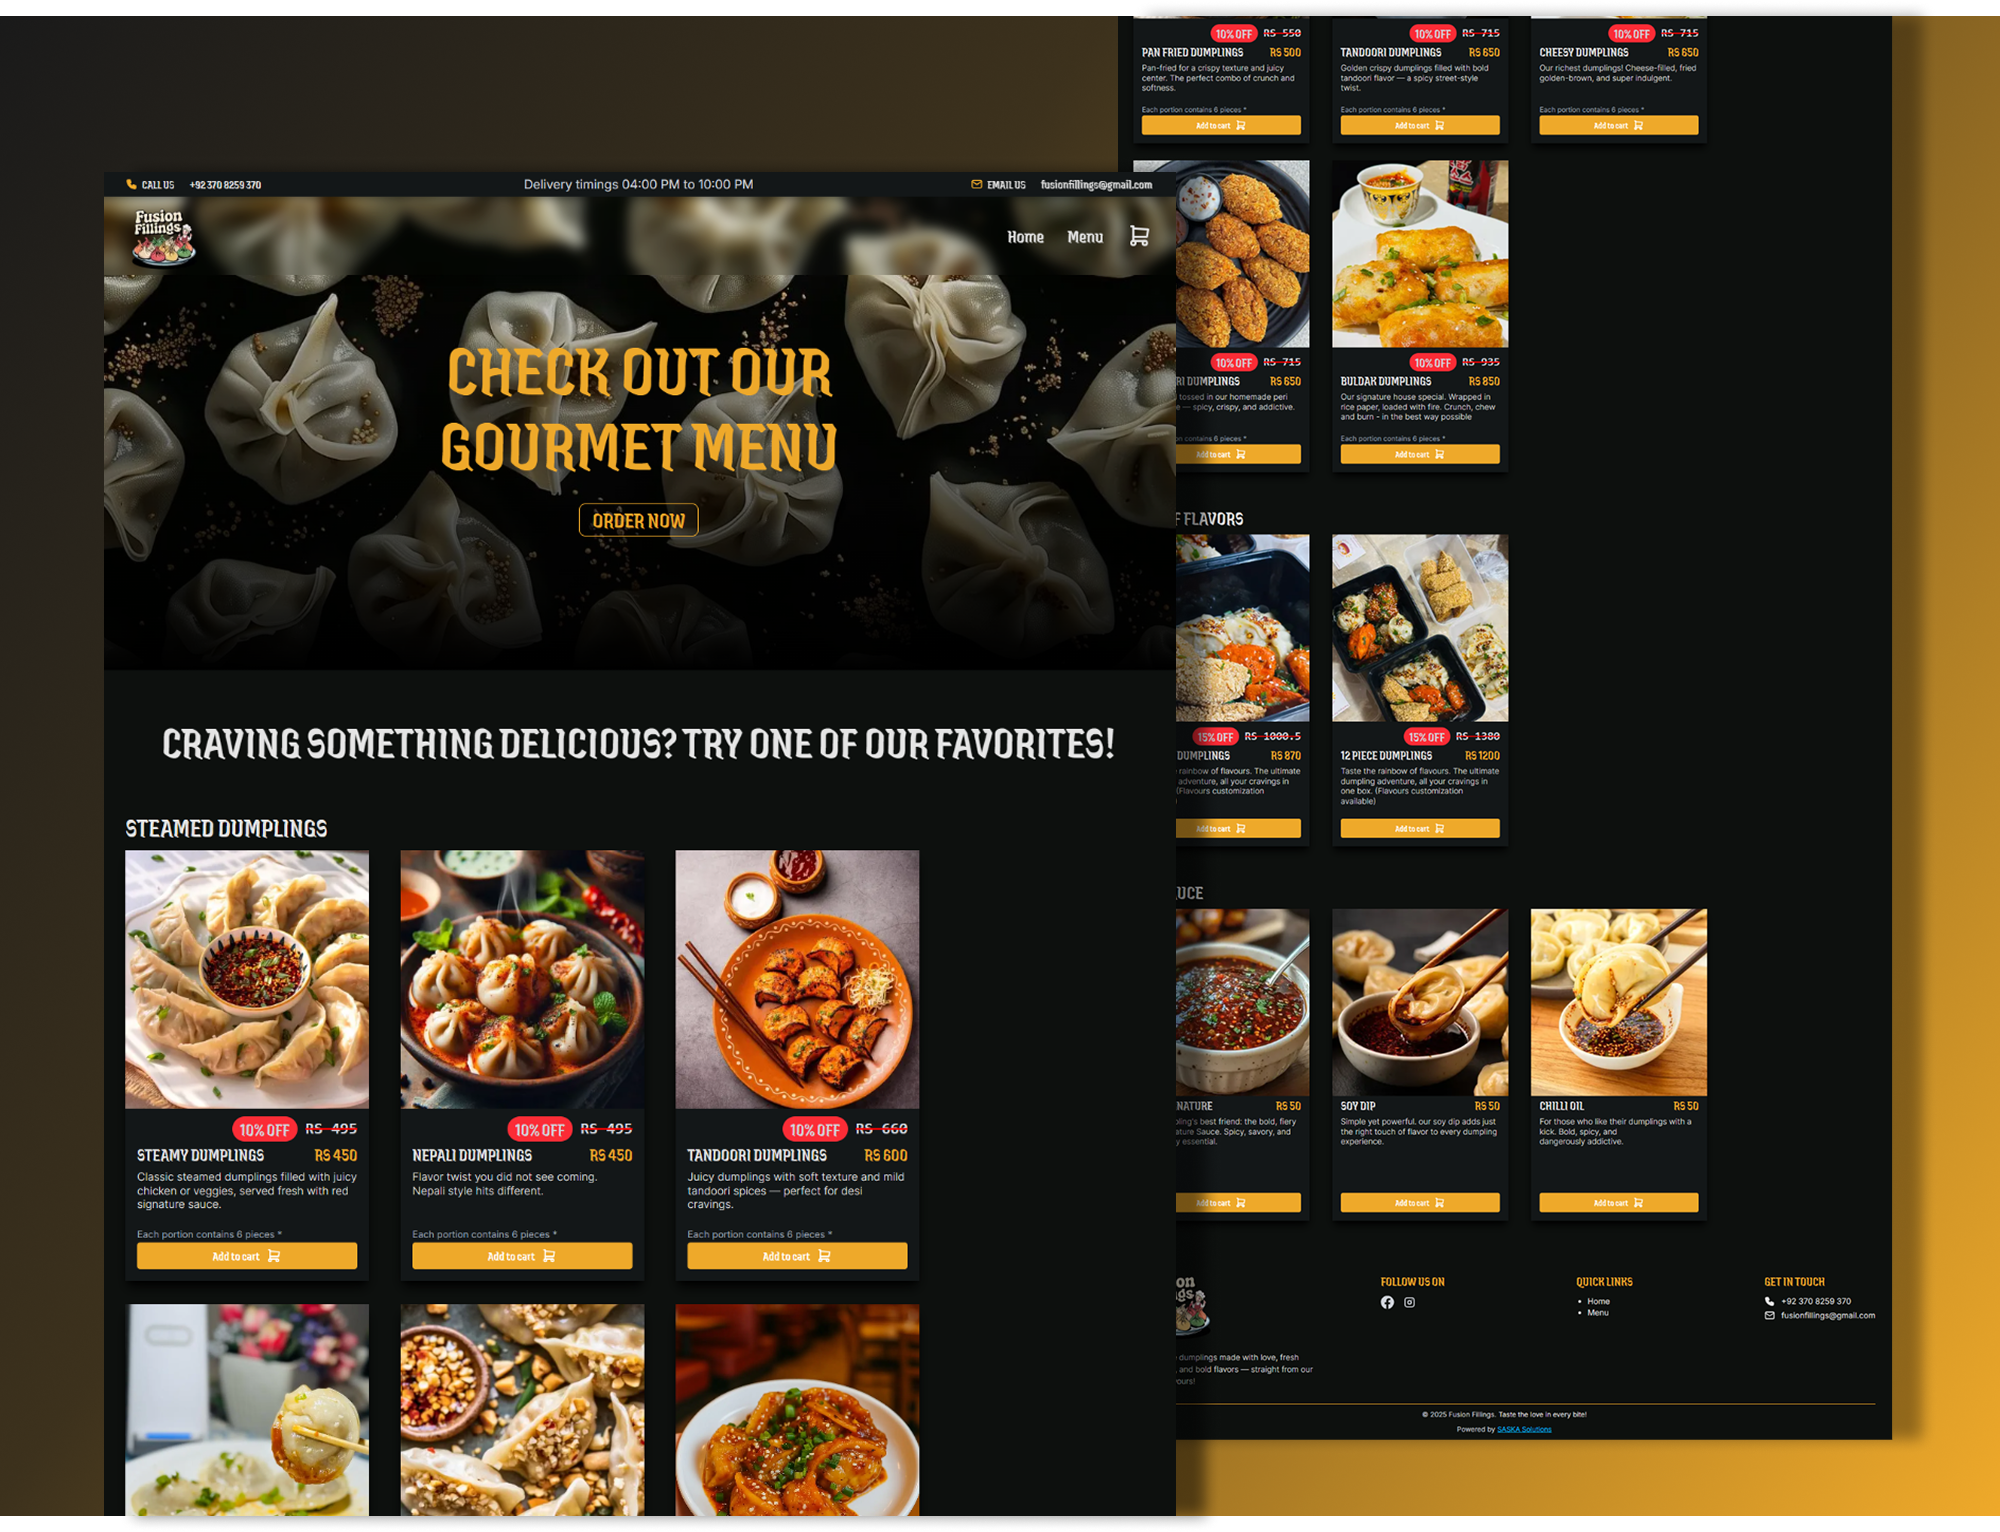 CALL US +92 370 8259 370
Delivery timings 04:00 PM to 10:00 PM
EMAIL US fusionfillings@gmail.com
Fusion
Fillings
Home Menu
CHECK OUT OUR
GOURMET MENU
ORDER NOW
CRAVING SOMETHING DELICIOUS? TRY ONE OF OUR FAVORITES!
STEAMED DUMPLINGS
10% OFF RS 495
STEAMY DUMPLINGS RS 450
Classic steamed dumplings filled with juicy
chicken or veggies, served fresh with red
signature sauce.
Each portion contains 6 pieces *
Add to cart
10% OFF RS 495
NEPALI DUMPLINGS RS 450
Flavor twist you did not see coming.
Nepali style hits different.
Each portion contains 6 pieces *
Add to cart
10% OFF RS 660
TANDOORI DUMPLINGS RS 600
Juicy dumplings with soft texture and mild
tandoori spices — perfect for desi
cravings.
Each portion contains 6 pieces *
Add to cart
10% OFF RS 550
PAN FRIED DUMPLINGS RS 500
Pan-fried for a crispy texture and juicy
center. The perfect combo of crunch and
softness.
Each portion contains 6 pieces *
Add to cart
10% OFF RS 715
TANDOORI DUMPLINGS RS 650
Golden crispy dumplings filled with bold
tandoori flavor — a spicy street-style
twist.
Each portion contains 6 pieces *
Add to cart
10% OFF RS 715
CHEESY DUMPLINGS RS 650
Our richest dumplings! Cheese-filled, fried
golden-brown, and super indulgent.
Each portion contains 6 pieces *
Add to cart
10% OFF RS 715
RI DUMPLINGS RS 650
tossed in our homemade peri
— spicy, crispy, and addictive.
contains 6 pieces *
Add to cart
10% OFF RS 935
BULDAK DUMPLINGS RS 850
Our signature house special. Wrapped in
rice paper, loaded with fire. Crunch, chew
and burn - in the best way possible
Each portion contains 6 pieces *
Add to cart
F FLAVORS
15% OFF RS 1000.5
DUMPLINGS RS 870
rainbow of flavours. The ultimate
adventure, all your cravings in
(Flavours customization
Add to cart
15% OFF RS 1380
12 PIECE DUMPLINGS RS 1200
Taste the rainbow of flavours. The ultimate
dumpling adventure, all your cravings in
one box. (Flavours customization
available)
Add to cart
UCE
NATURE RS 50
pling's best friend: the bold, fiery
ature Sauce. Spicy, savory, and
y essential.
Add to cart
SOY DIP RS 50
Simple yet powerful. our soy dip adds just
the right touch of flavor to every dumpling
experience.
Add to cart
CHILLI OIL RS 50
For those who like their dumplings with a
kick. Bold, spicy, and
dangerously addictive.
Add to cart
on
gs
dumplings made with love, fresh
and bold flavors — straight from our
ours!
FOLLOW US ON
QUICK LINKS
• Home
• Menu
GET IN TOUCH
+92 370 8259 370
fusionfillings@gmail.com
© 2025 Fusion Fillings. Taste the love in every bite!
Powered by SASKA Solutions